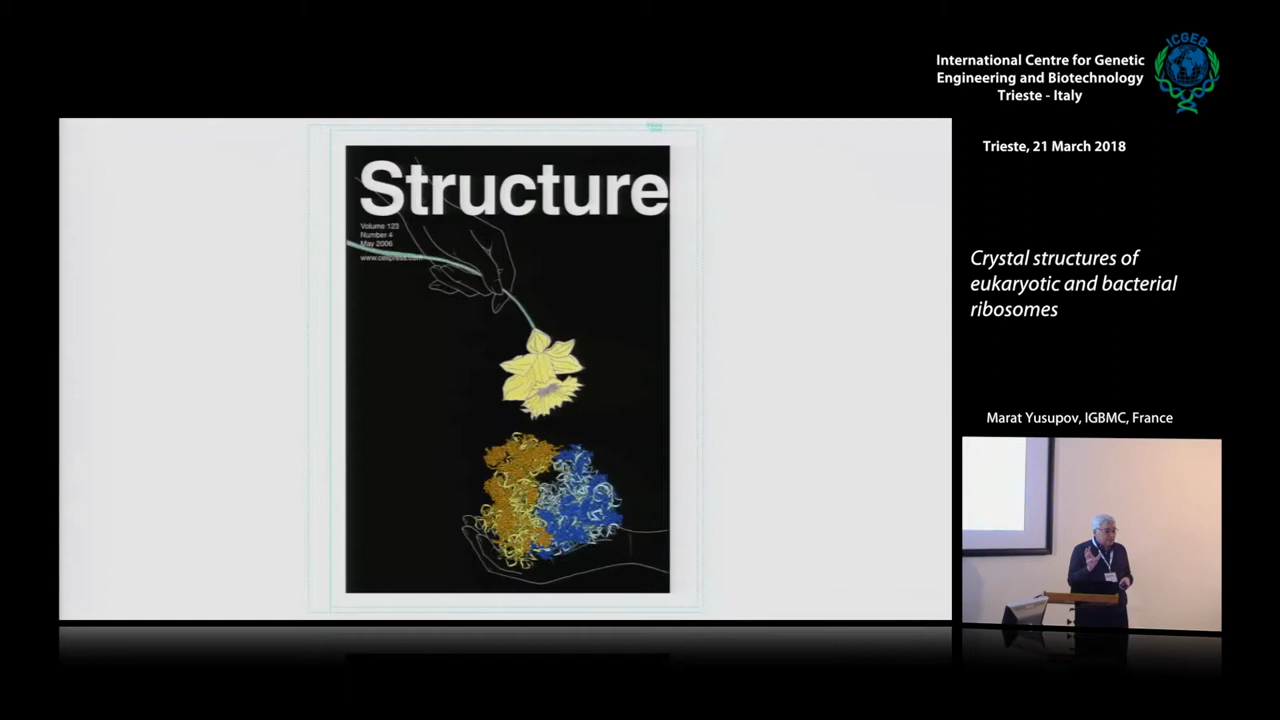 International Centre for Genetic
Engineering and Biotechnology
Trieste - Italy
ICGEB
Trieste, 21 March 2018
Structure
Volume 123
Number 4
May 2006
www.cellpress.com
Crystal structures of
eukaryotic and bacterial
ribosomes
Marat Yusupov, IGBMC, France